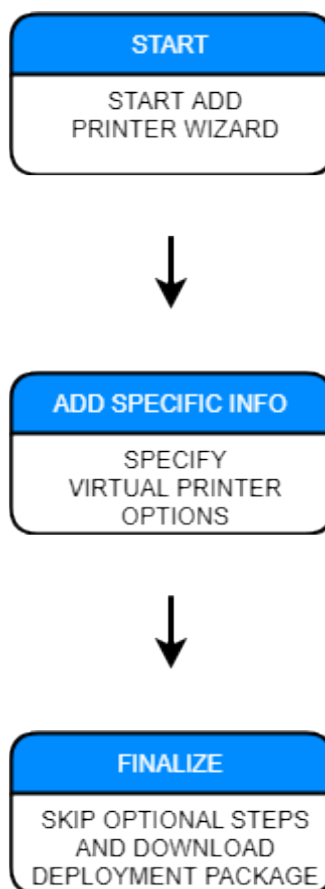 START
START ADD
PRINTER WIZARD
ADD SPECIFIC INFO
SPECIFY
VIRTUAL PRINTER
OPTIONS
FINALIZE
SKIP OPTIONAL STEPS
AND DOWNLOAD
DEPLOYMENT PACKAGE